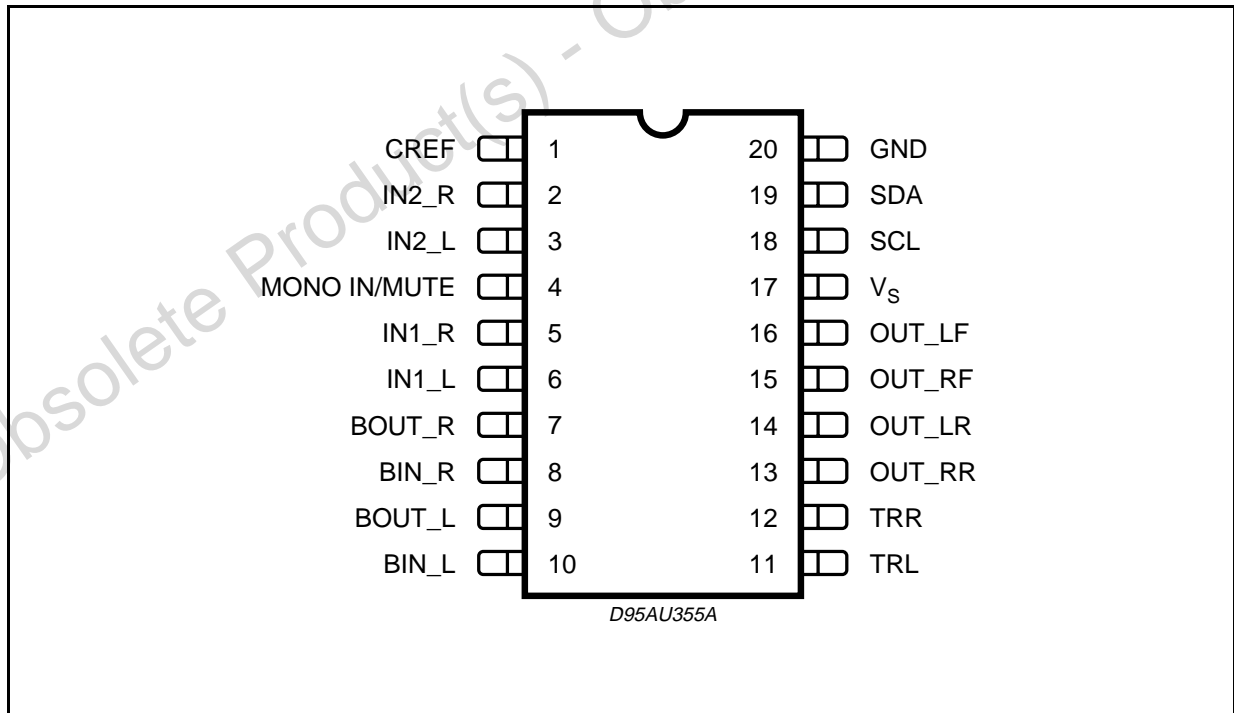 Obsolete Product(s) - Ob
CREF 1 20 GND
IN2_R 2 19 SDA
IN2_L 3 18 SCL
MONO IN/MUTE 4 17 VS
IN1_R 5 16 OUT_LF
IN1_L 6 15 OUT_RF
BOUT_R 7 14 OUT_LR
BIN_R 8 13 OUT_RR
BOUT_L 9 12 TRR
BIN_L 10 11 TRL
D95AU355A